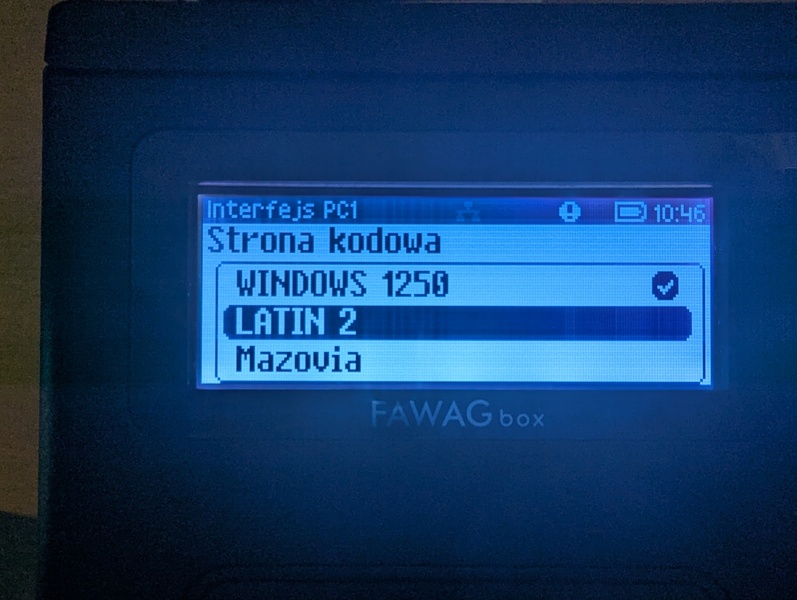 Interfejs PC1 10:46
Strona kodowa
WINDOWS 1250
LATIN 2
Mazovia
FAWAG box